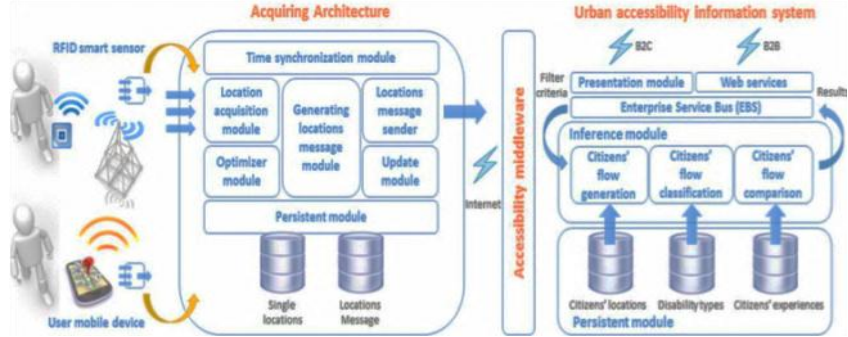 Acquiring Architecture
Urban accessibility information system
RFID smart sensor
Time synchronization module
Location
acquisition
module
Generating
locations
message
module
Locations
message
sender
Optimizer
module
Update
module
Persistent module
Single
locations
Locations
Message
User mobile device
Internet
Accessibility middleware
B2C
B2B
Filter
criteria
Presentation module
Web services
Results
Enterprise Service Bus (EBS)
Inference module
Citizens'
flow
generation
Citizens'
flow
classification
Citizens'
flow
comparison
Citizens' locations
Disability types
Citizens' experiences
Persistent module